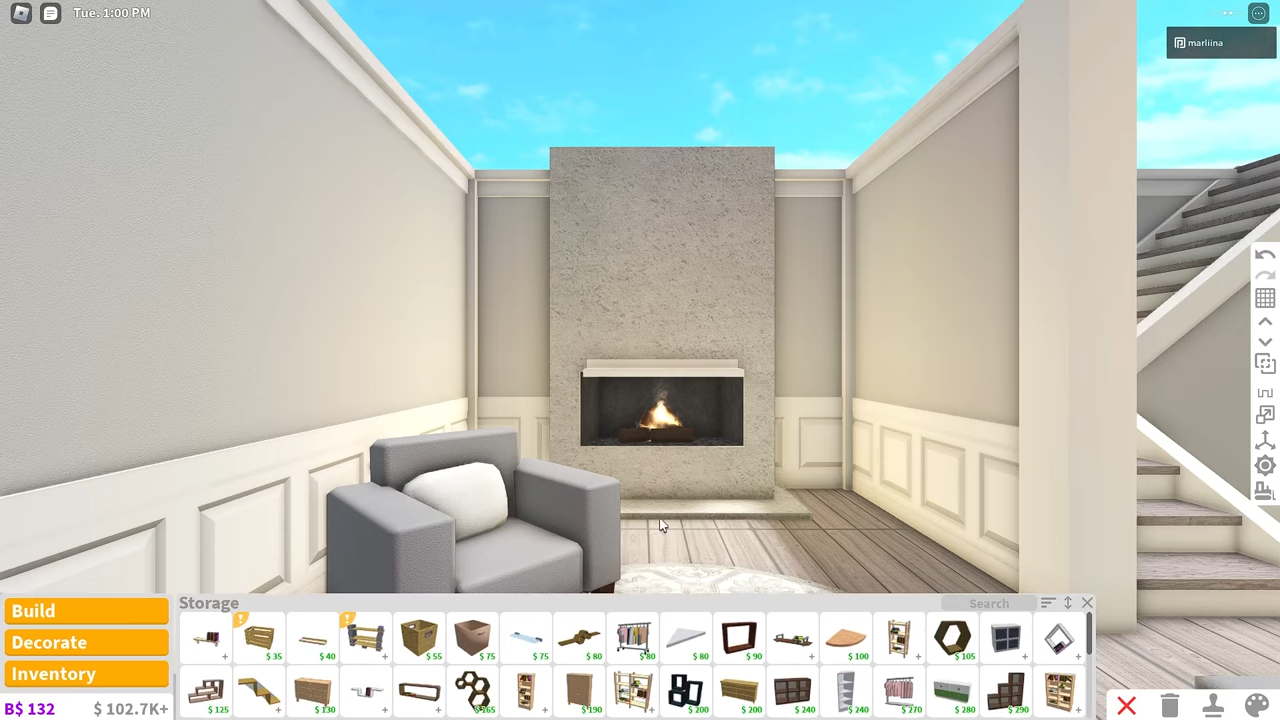 Tue. 1:00 PM
marliina
Build
Decorate
Inventory
B$ 132
$ 102.7K+
Storage
Search
$ 35
$ 40
$ 55
$ 75
$ 75
$ 80
$ 80
$ 80
$ 90
$ 100
$ 105
$ 125
$ 130
$ 165
$ 190
$ 200
$ 200
$ 240
$ 240
$ 270
$ 280
$ 290